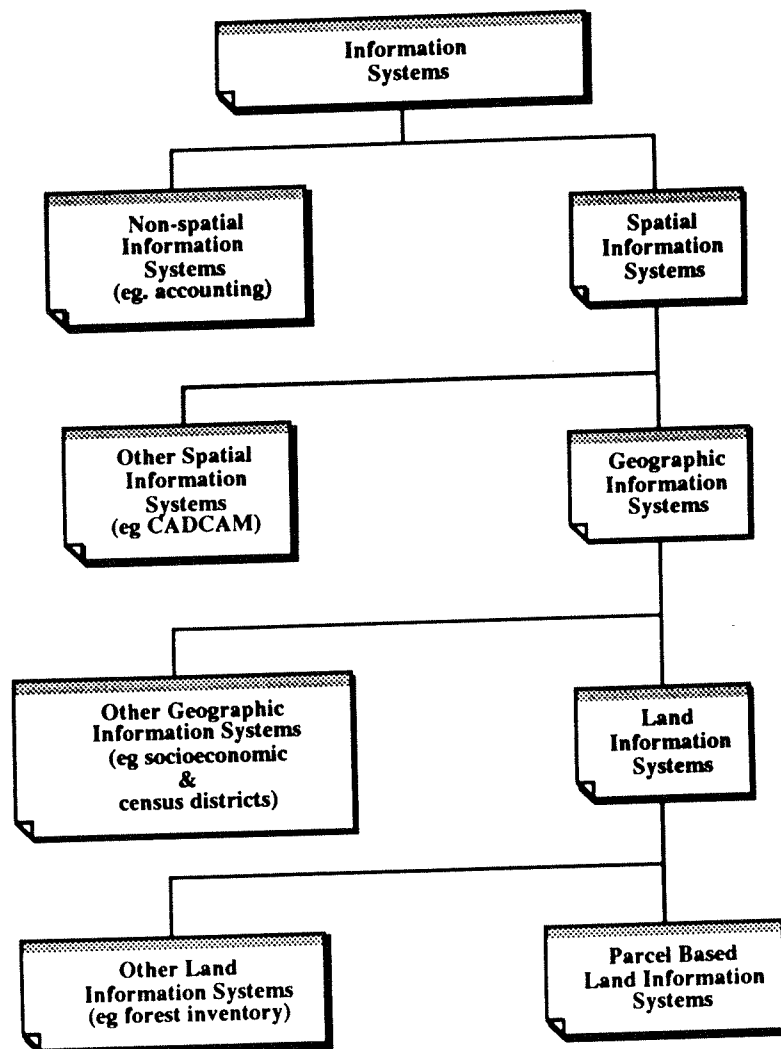 Information
Systems
Non-spatial
Information
Systems
(eg. accounting)
Spatial
Information
Systems
Other Spatial
Information
Systems
(eg CADCAM)
Geographic
Information
Systems
Other Geographic
Information Systems
(eg socioeconomic
&
census districts)
Land
Information
Systems
Other Land
Information Systems
(eg forest inventory)
Parcel Based
Land Information
Systems